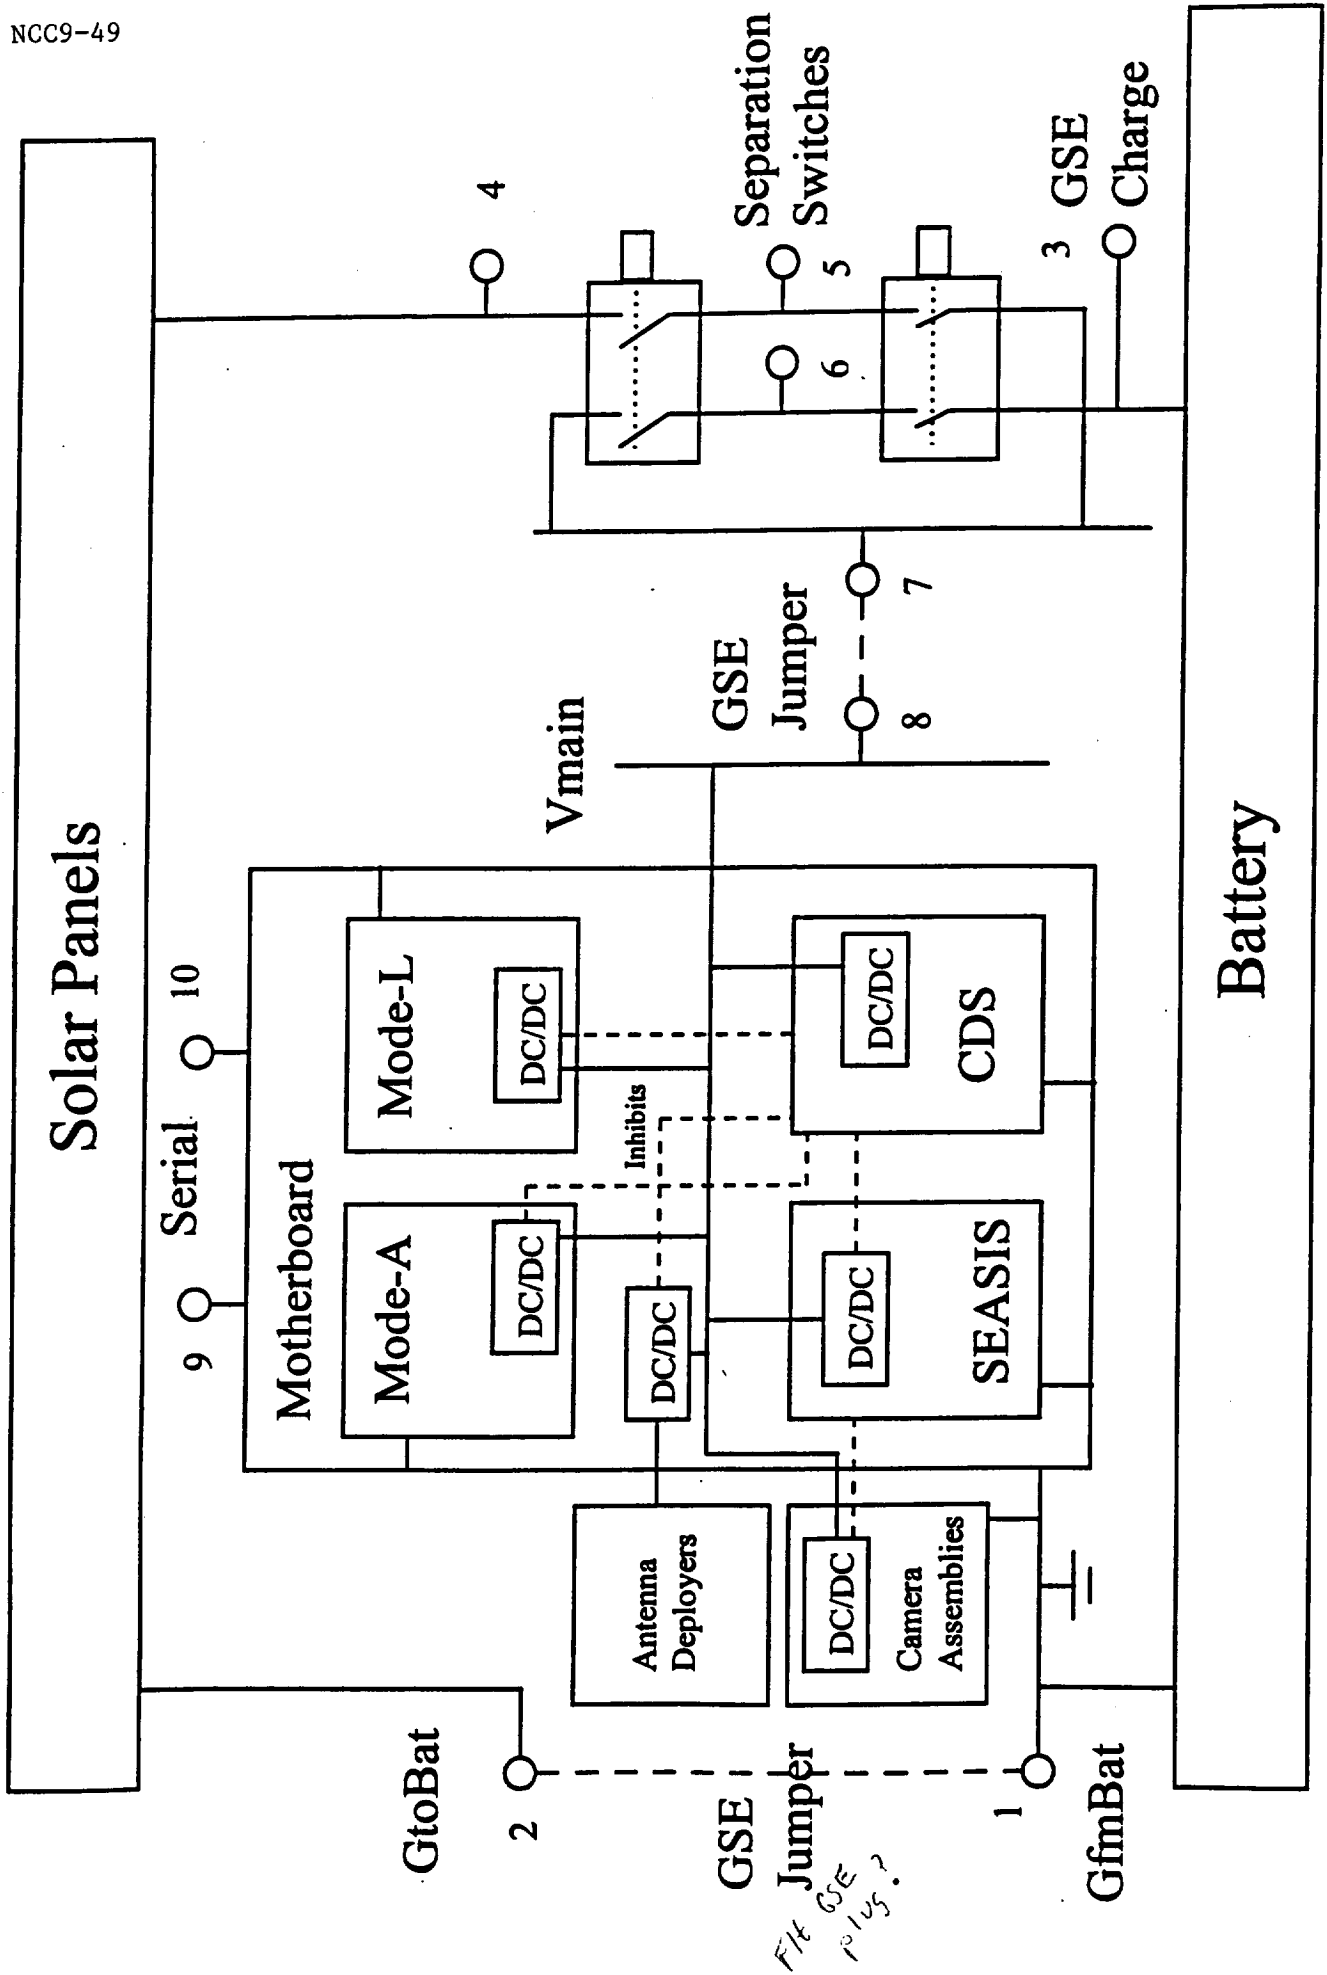 NCC9-49
Solar Panels
9
Serial
10
Motherboard
Mode-A
DC/DC
Mode-L
DC/DC
Inhibits
DC/DC
SEASIS
DC/DC
CDS
DC/DC
Antenna
Deployers
DC/DC
Camera
Assemblies
GtoBat
2
GSE
Jumper
1
GfmBat
Flt GSE
plug?
Vmain
GSE
Jumper
8
7
4
Separation
Switches
5
6
3
GSE
Charge
Battery